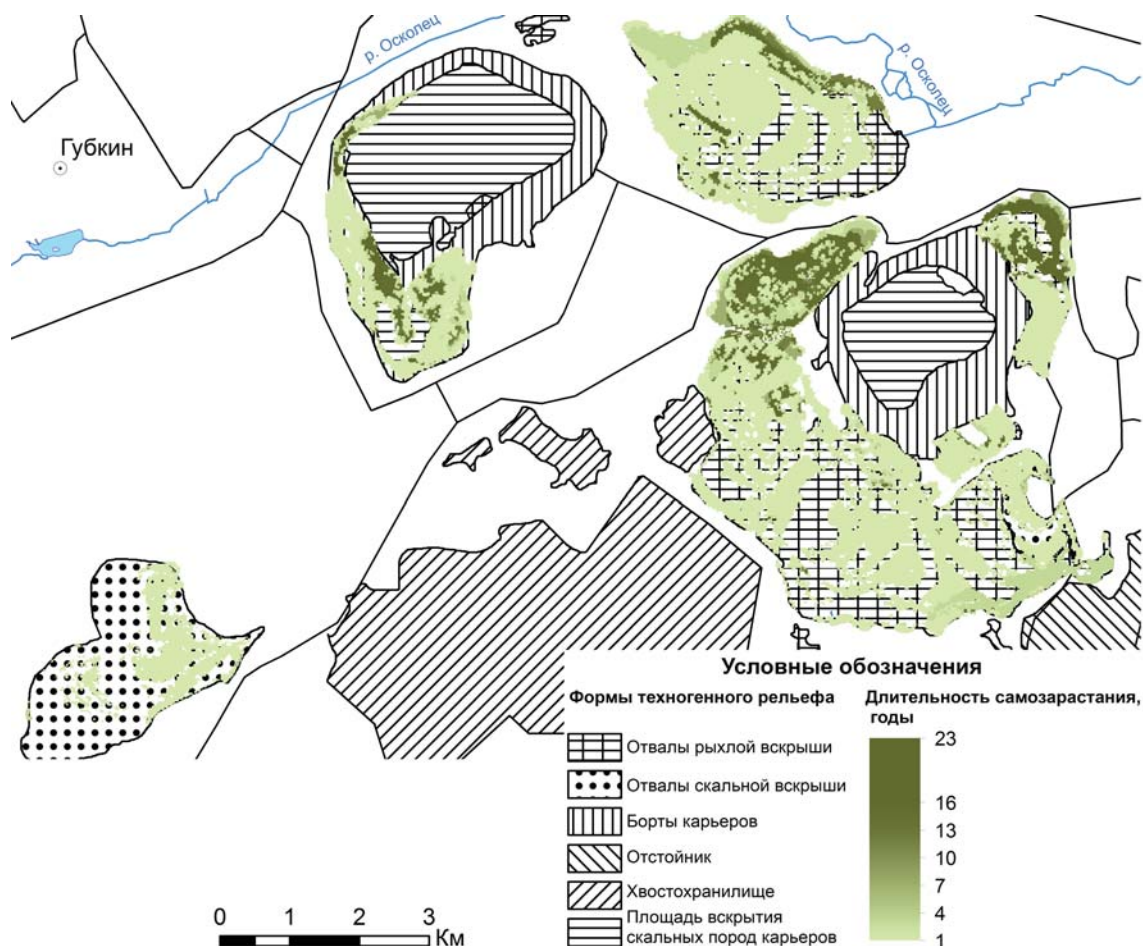 р. Осколец
р. Осколец
Губкин
Условные обозначения
Формы техногенного рельефа
Отвалы рыхлой вскрыши
Отвалы скальной вскрыши
Борты карьеров
Отстойник
Хвостохранилище
Площадь вскрытия
скальных пород карьеров
Длительность самозарастания,
годы
23
16
13
10
7
4
1
0 1 2 3
Км